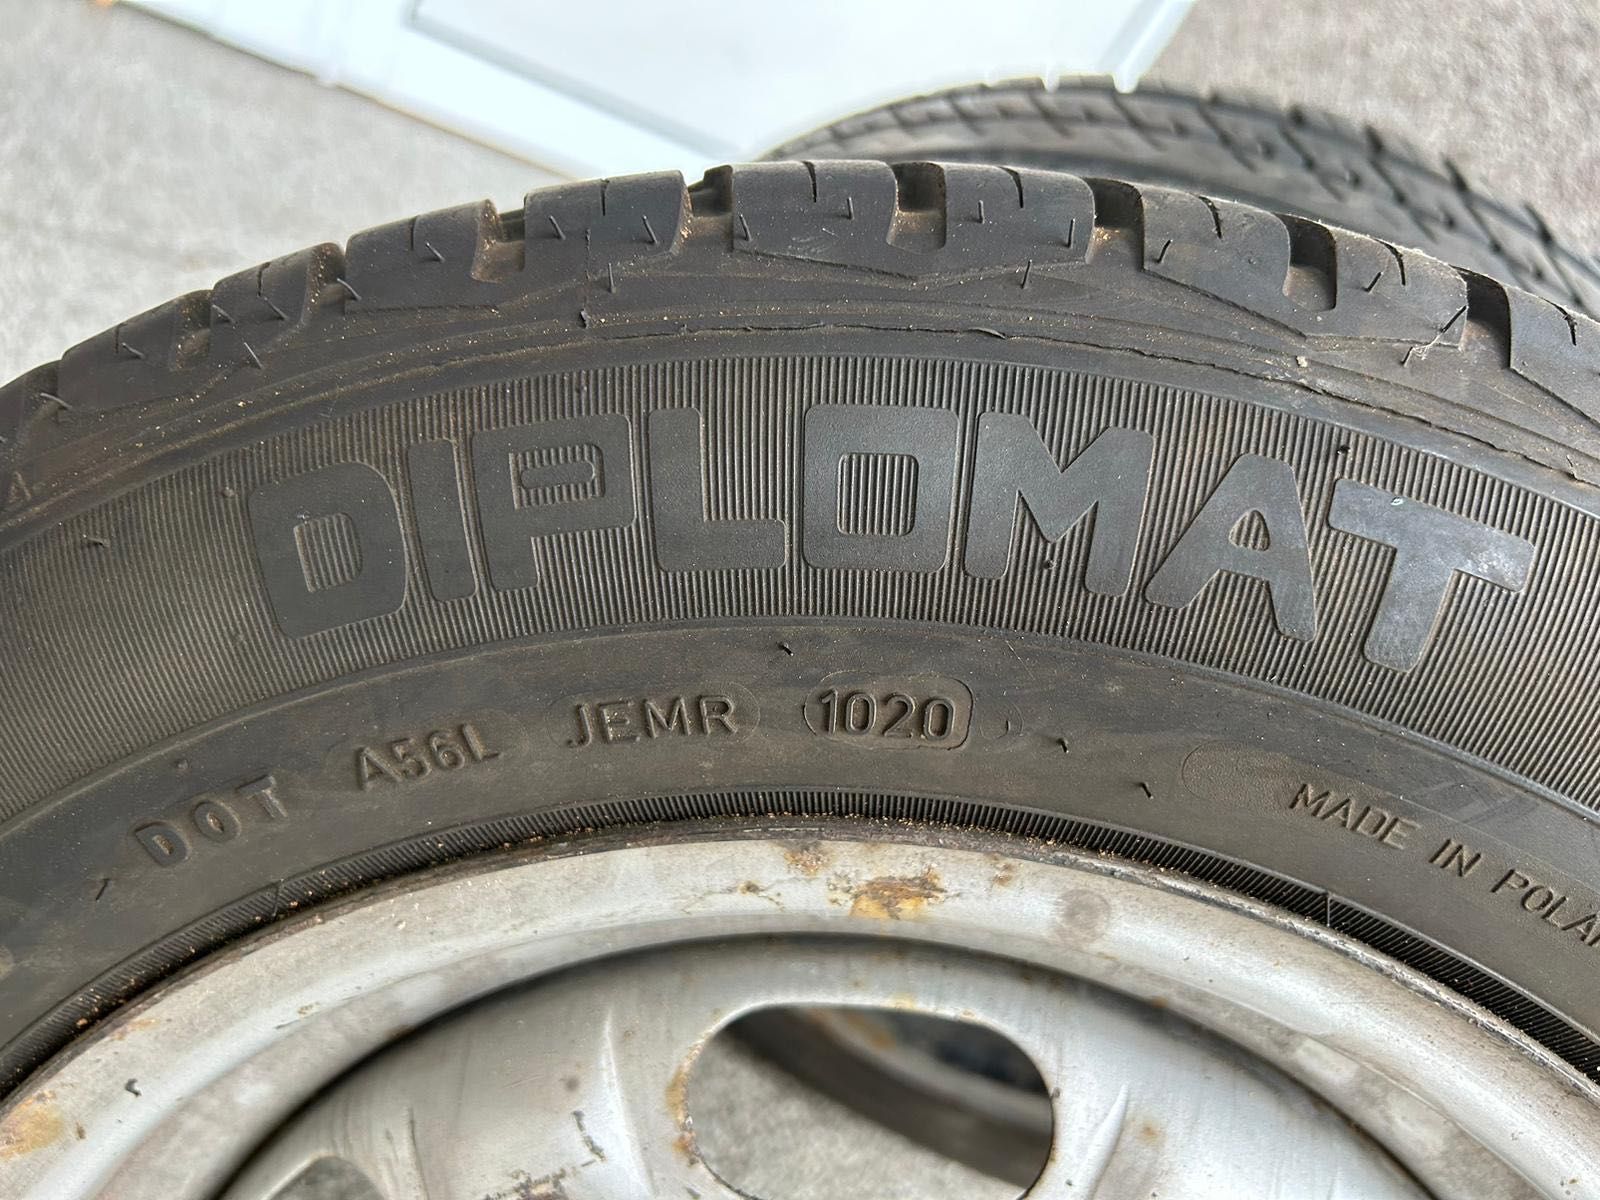 DIPLOMAT
DOT A56L JEMR 1020
MADE IN